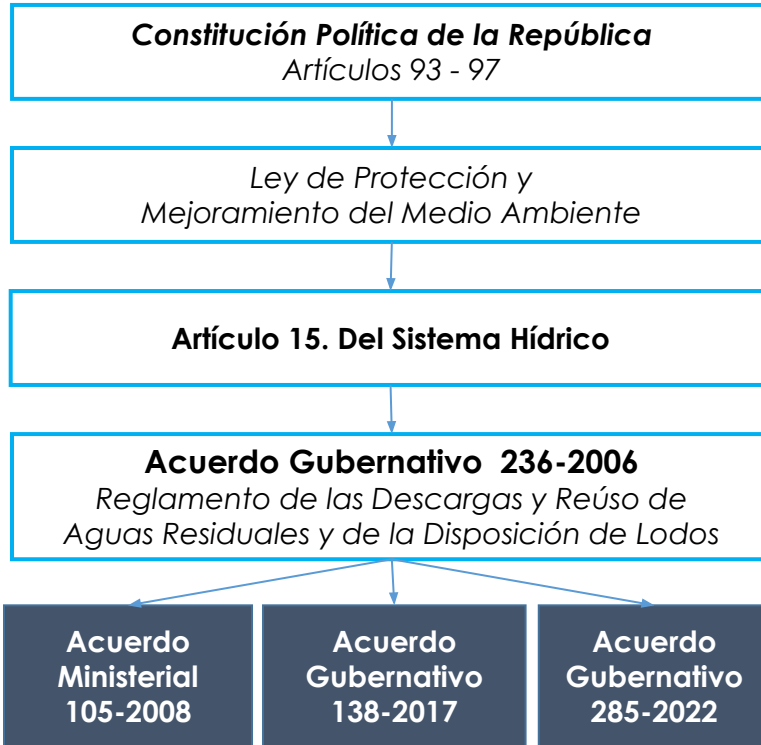 Constitución Política de la República
Artículos 93 - 97
Ley de Protección y
Mejoramiento del Medio Ambiente
Artículo 15. Del Sistema Hídrico
Acuerdo Gubernativo 236-2006
Reglamento de las Descargas y Reúso de
Aguas Residuales y de la Disposición de Lodos
Acuerdo
Ministerial
105-2008
Acuerdo
Gubernativo
138-2017
Acuerdo
Gubernativo
285-2022